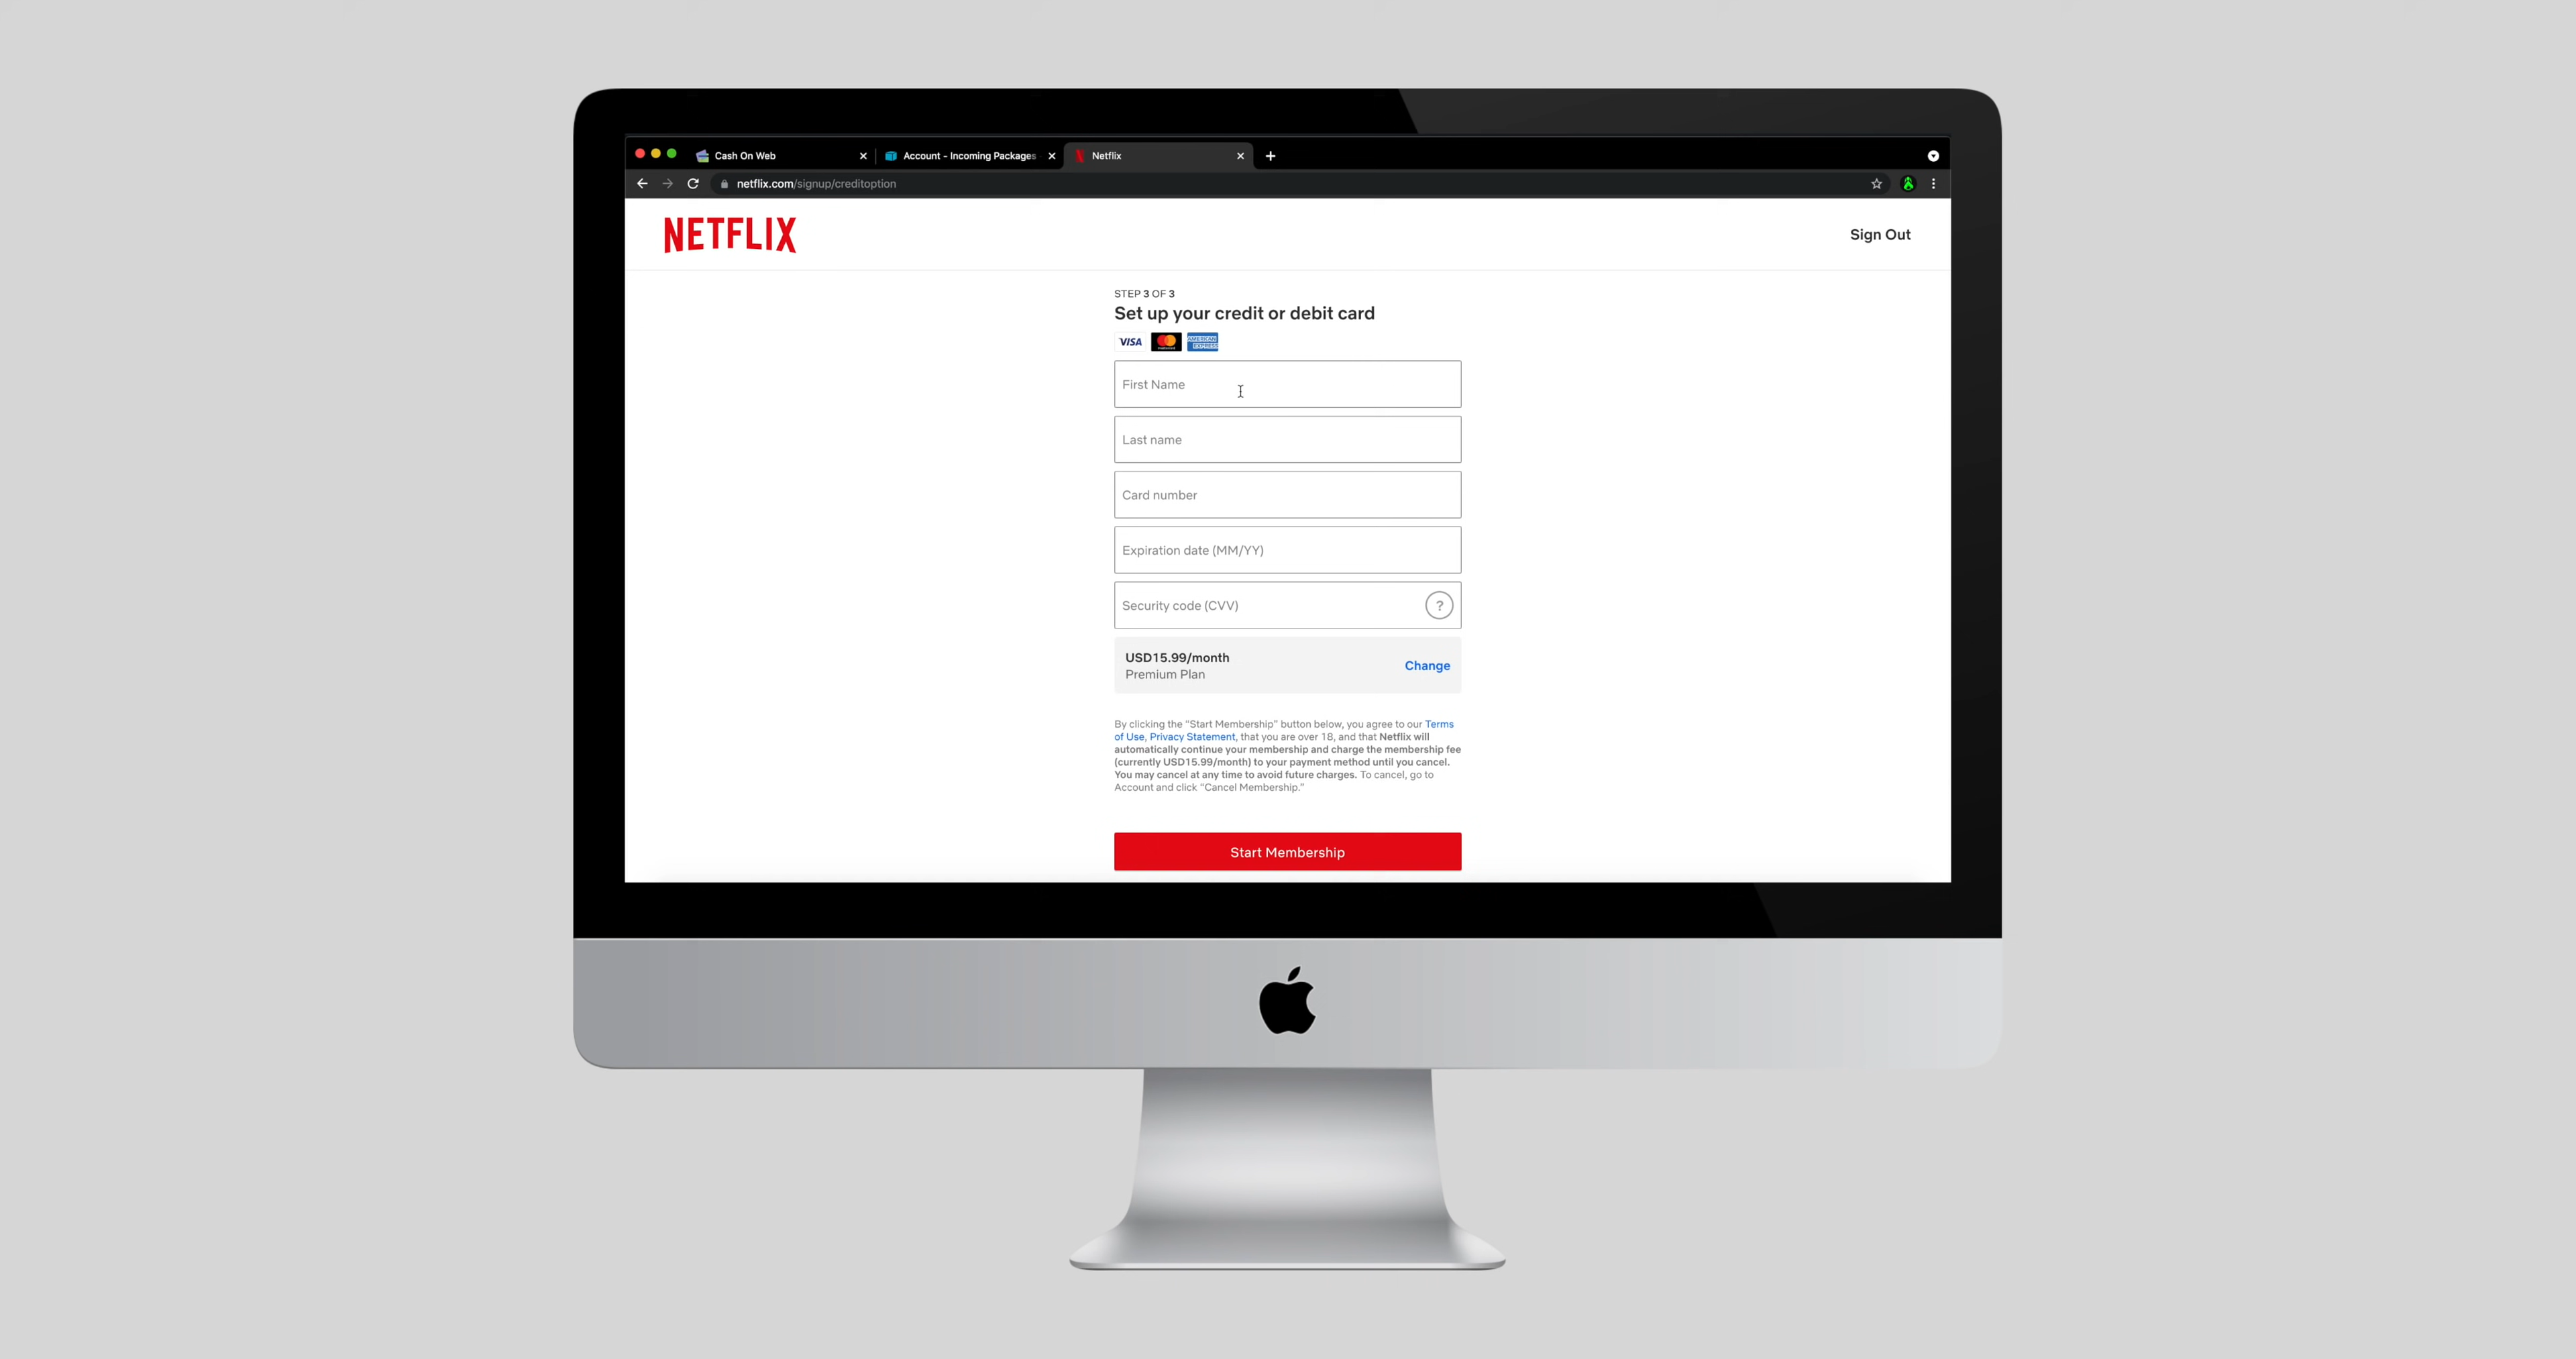 Cash On Web
Account - Incoming Packages
Netflix
netflix.com/signup/creditoption
NETFLIX
Sign Out
STEP 3 OF 3
Set up your credit or debit card
VISA
AMERICAN
EXPRESS
First Name
Last name
Card number
Expiration date (MM/YY)
Security code (CVV)
?
USD15.99/month
Premium Plan
Change
By clicking the "Start Membership" button below, you agree to our Terms
of Use, Privacy Statement, that you are over 18, and that Netflix will
automatically continue your membership and charge the membership fee
(currently USD15.99/month) to your payment method until you cancel.
You may cancel at any time to avoid future charges. To cancel, go to
Account and click "Cancel Membership."
Start Membership